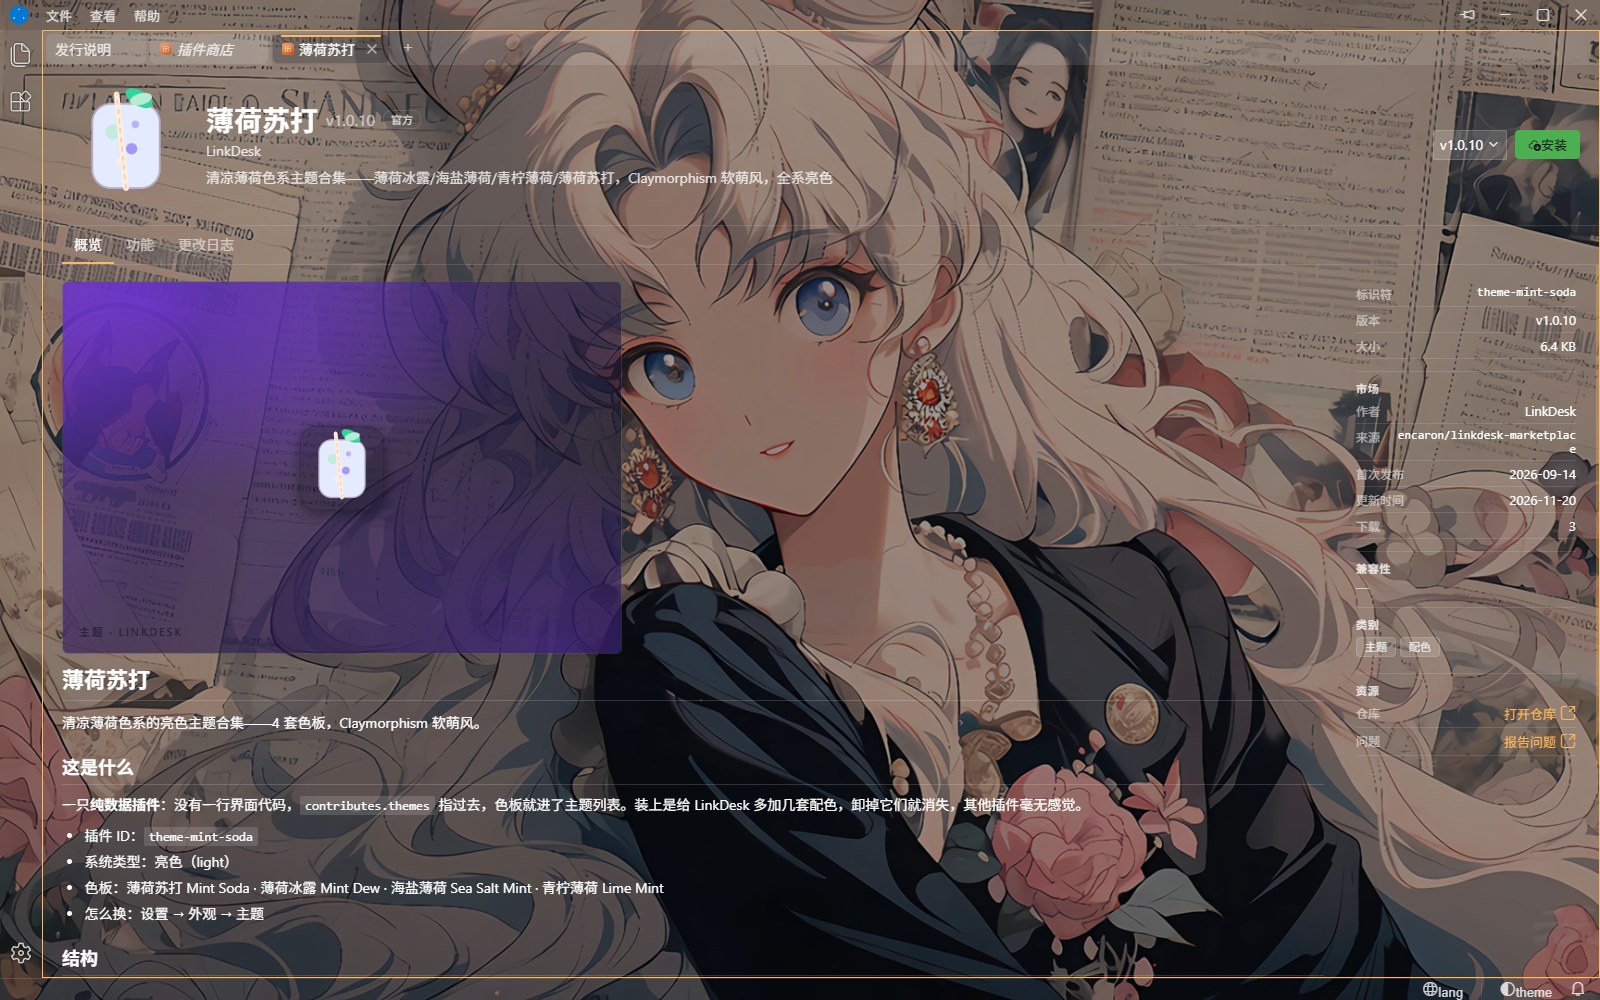 文件 查看 帮助
发行说明 插件商店 薄荷苏打
薄荷苏打 v1.0.10 官方
LinkDesk
清凉薄荷色系主题合集——薄荷冰露/海盐薄荷/青柠薄荷/薄荷苏打，Claymorphism 软萌风，全系亮色
v1.0.10 安装
概览 功能 更改日志
主题 · LINKDESK
薄荷苏打
清凉薄荷色系的亮色主题合集——4 套色板，Claymorphism 软萌风。
这是什么
一只纯数据插件：没有一行界面代码，contributes.themes 指过去，色板就进了主题列表。装上是给 LinkDesk 多加几套配色，卸掉它们就消失，其他插件毫无感觉。
• 插件 ID：theme-mint-soda
• 系统类型：亮色（light）
• 色板：薄荷苏打 Mint Soda · 薄荷冰露 Mint Dew · 海盐薄荷 Sea Salt Mint · 青柠薄荷 Lime Mint
• 怎么换：设置 → 外观 → 主题
结构
标识符 theme-mint-soda
版本 v1.0.10
大小 6.4 KB
市场
作者 LinkDesk
来源 encaron/linkdesk-marketplac
e
首次发布 2026-09-14
更新时间 2026-11-20
下载 3
兼容性
—
类别
主题 配色
资源
仓库 打开仓库
问题 报告问题
lang theme